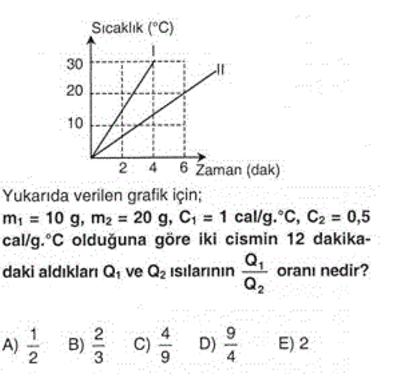 Sıcaklık (°C)
I
30
II
20
10
2 4 6 Zaman (dak)
Yukarıda verilen grafik için;
m₁ = 10 g, m₂ = 20 g, C₁ = 1 cal/g.°C, C₂ = 0,5
cal/g.°C olduğuna göre iki cismin 12 dakika-
daki aldıkları Q₁ ve Q₂ ısılarının Q₁/Q₂ oranı nedir?
A) 1/2 B) 2/3 C) 4/9 D) 9/4 E) 2